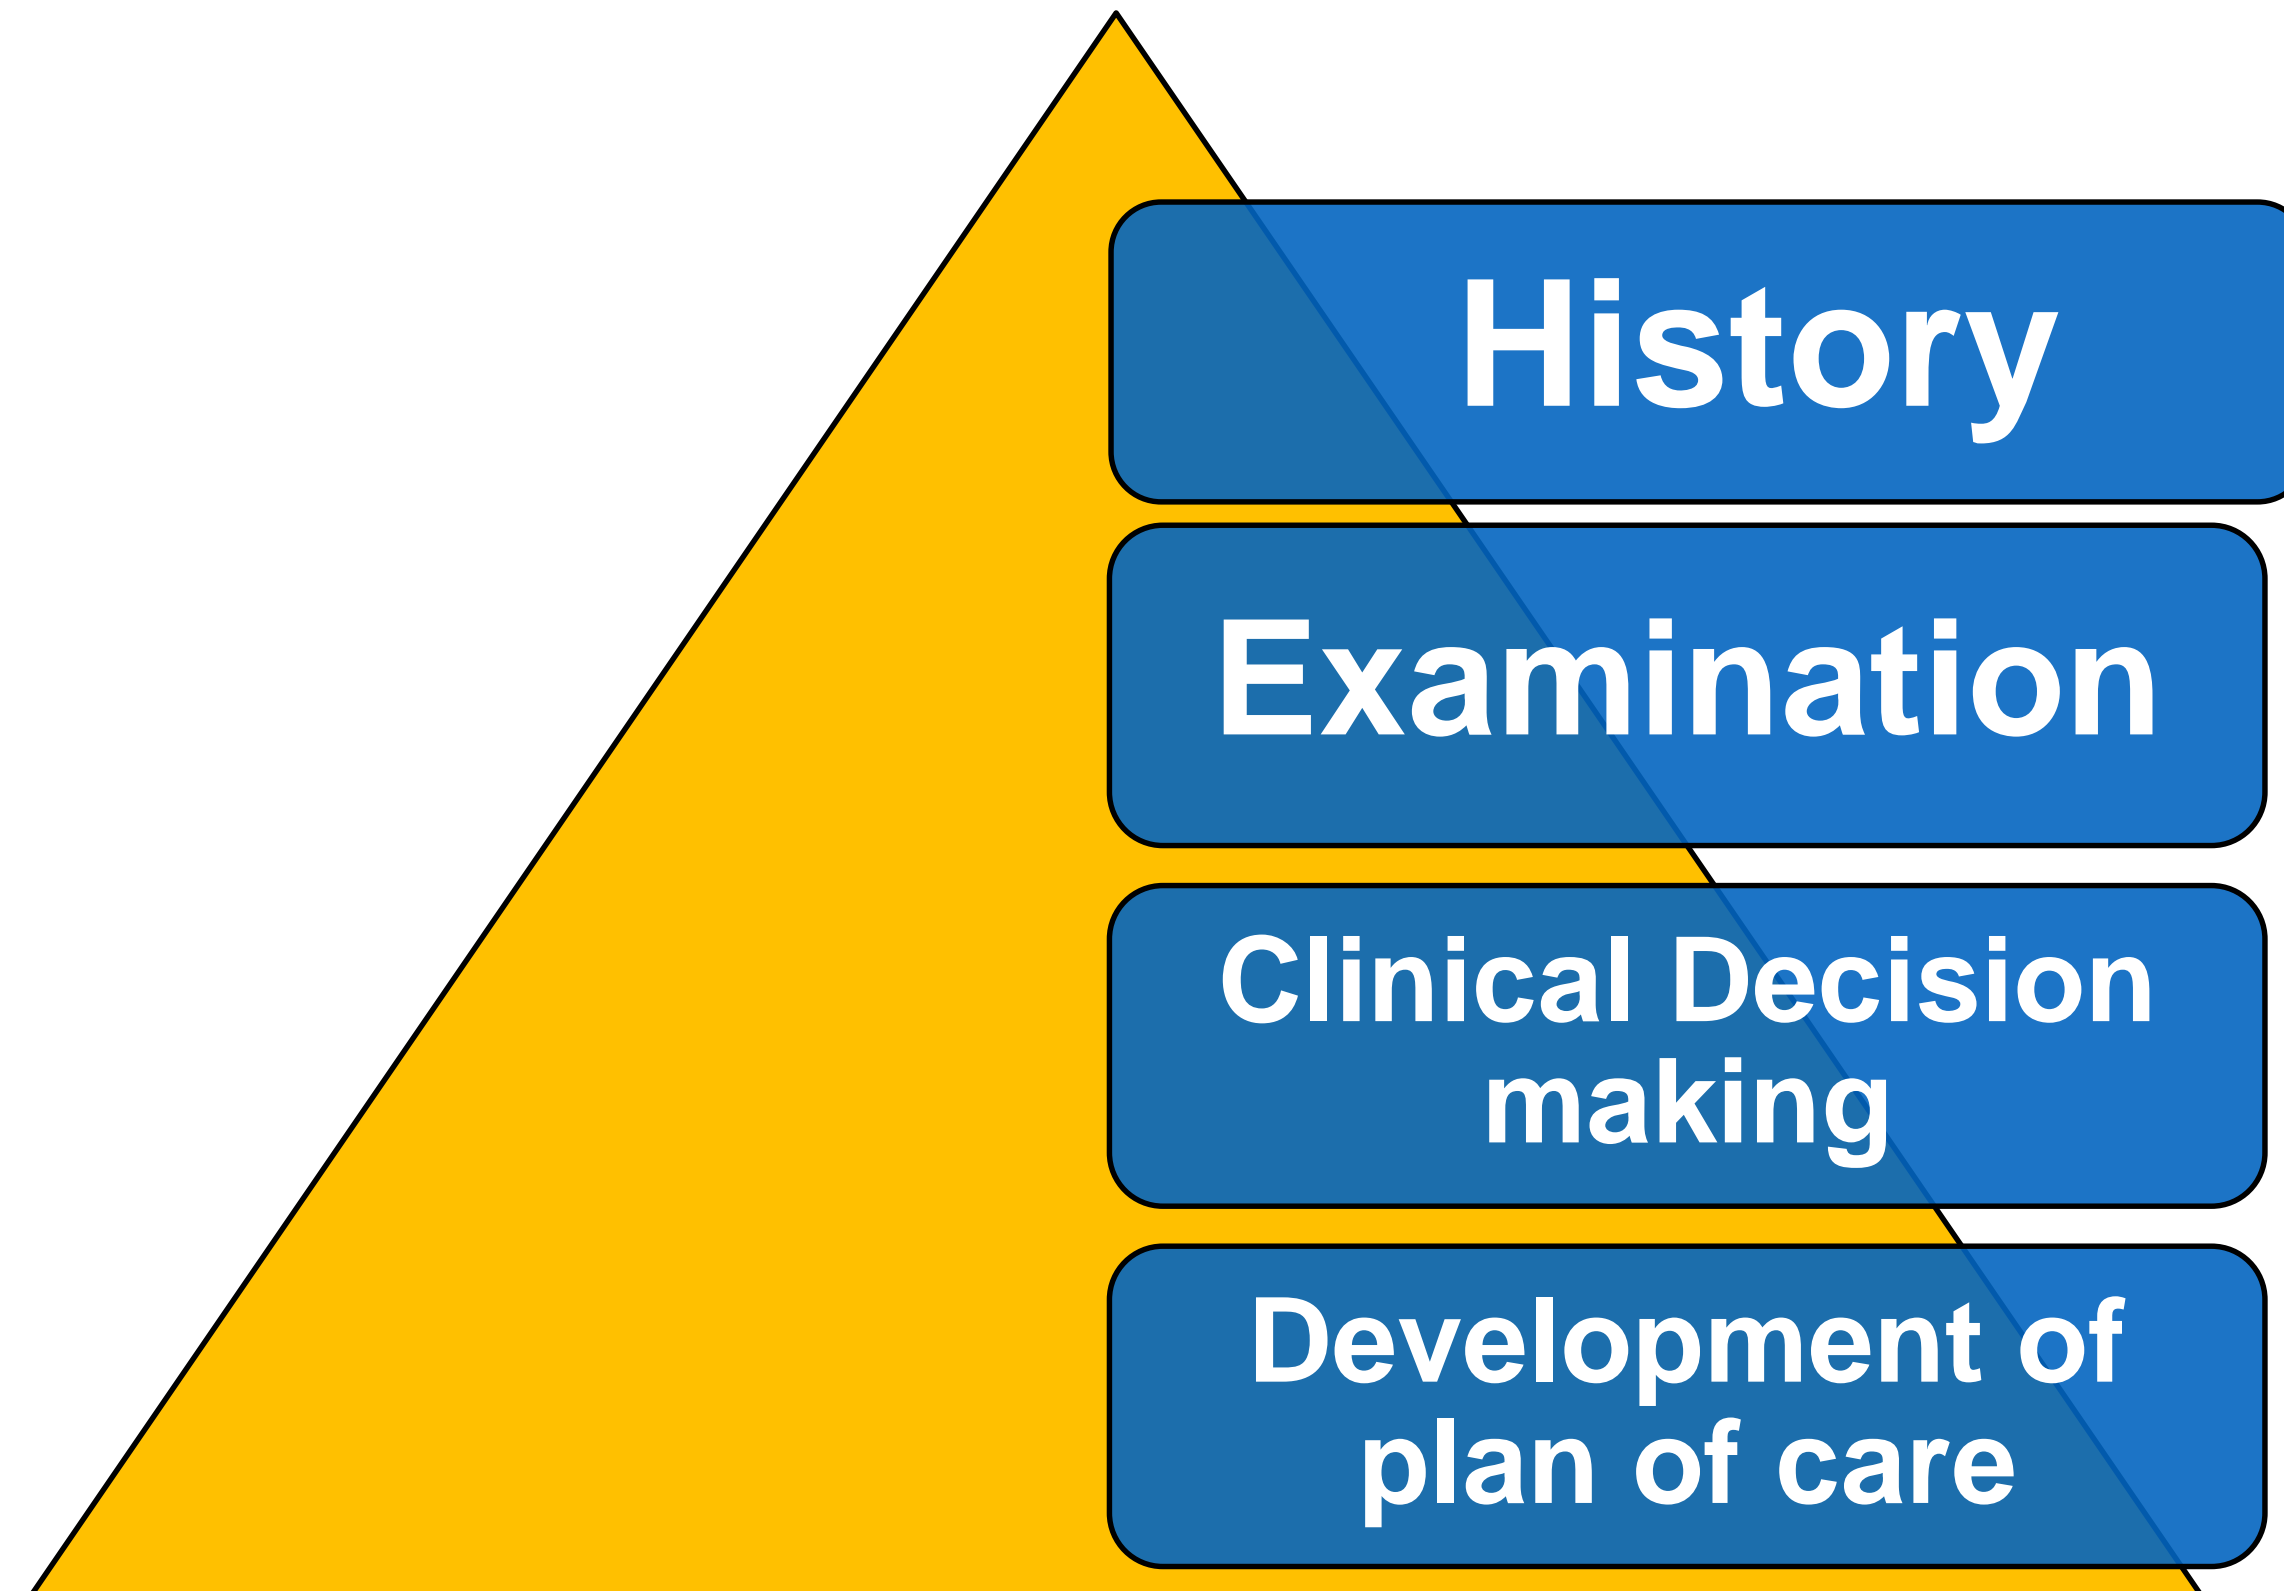 History
Examination
Clinical Decision
making
Development of
plan of care